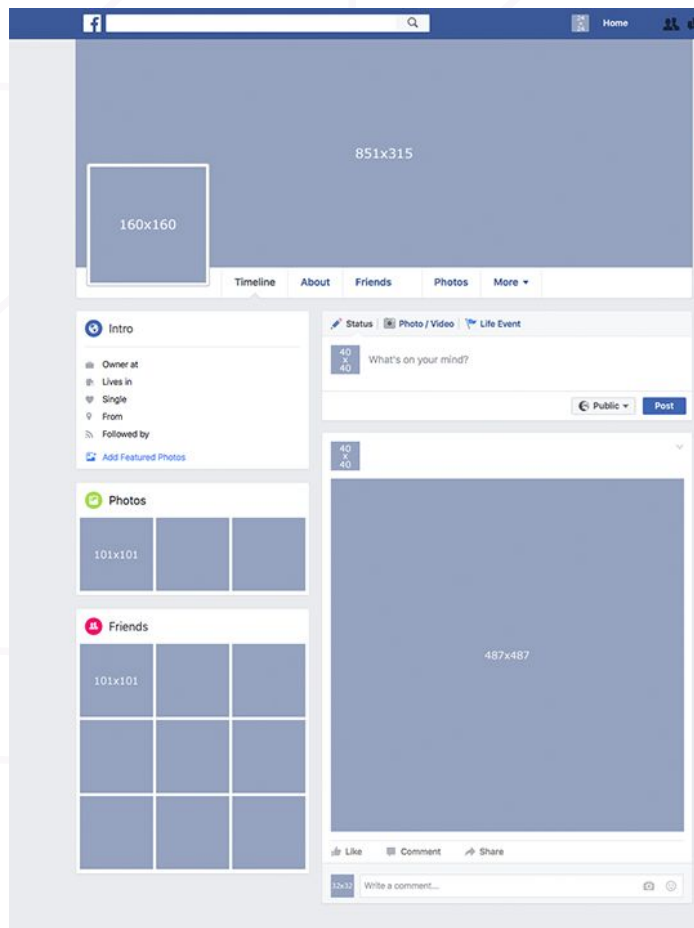 f
24
x
24
Home
851x315
160x160
Timeline About Friends Photos More
Intro
Owner at
Lives in
Single
From
Followed by
Add Featured Photos
Photos
101x101
Friends
101x101
Status Photo / Video Life Event
40
x
40
What's on your mind?
Public Post
40
x
40
487x487
Like Comment Share
32x32 Write a comment...